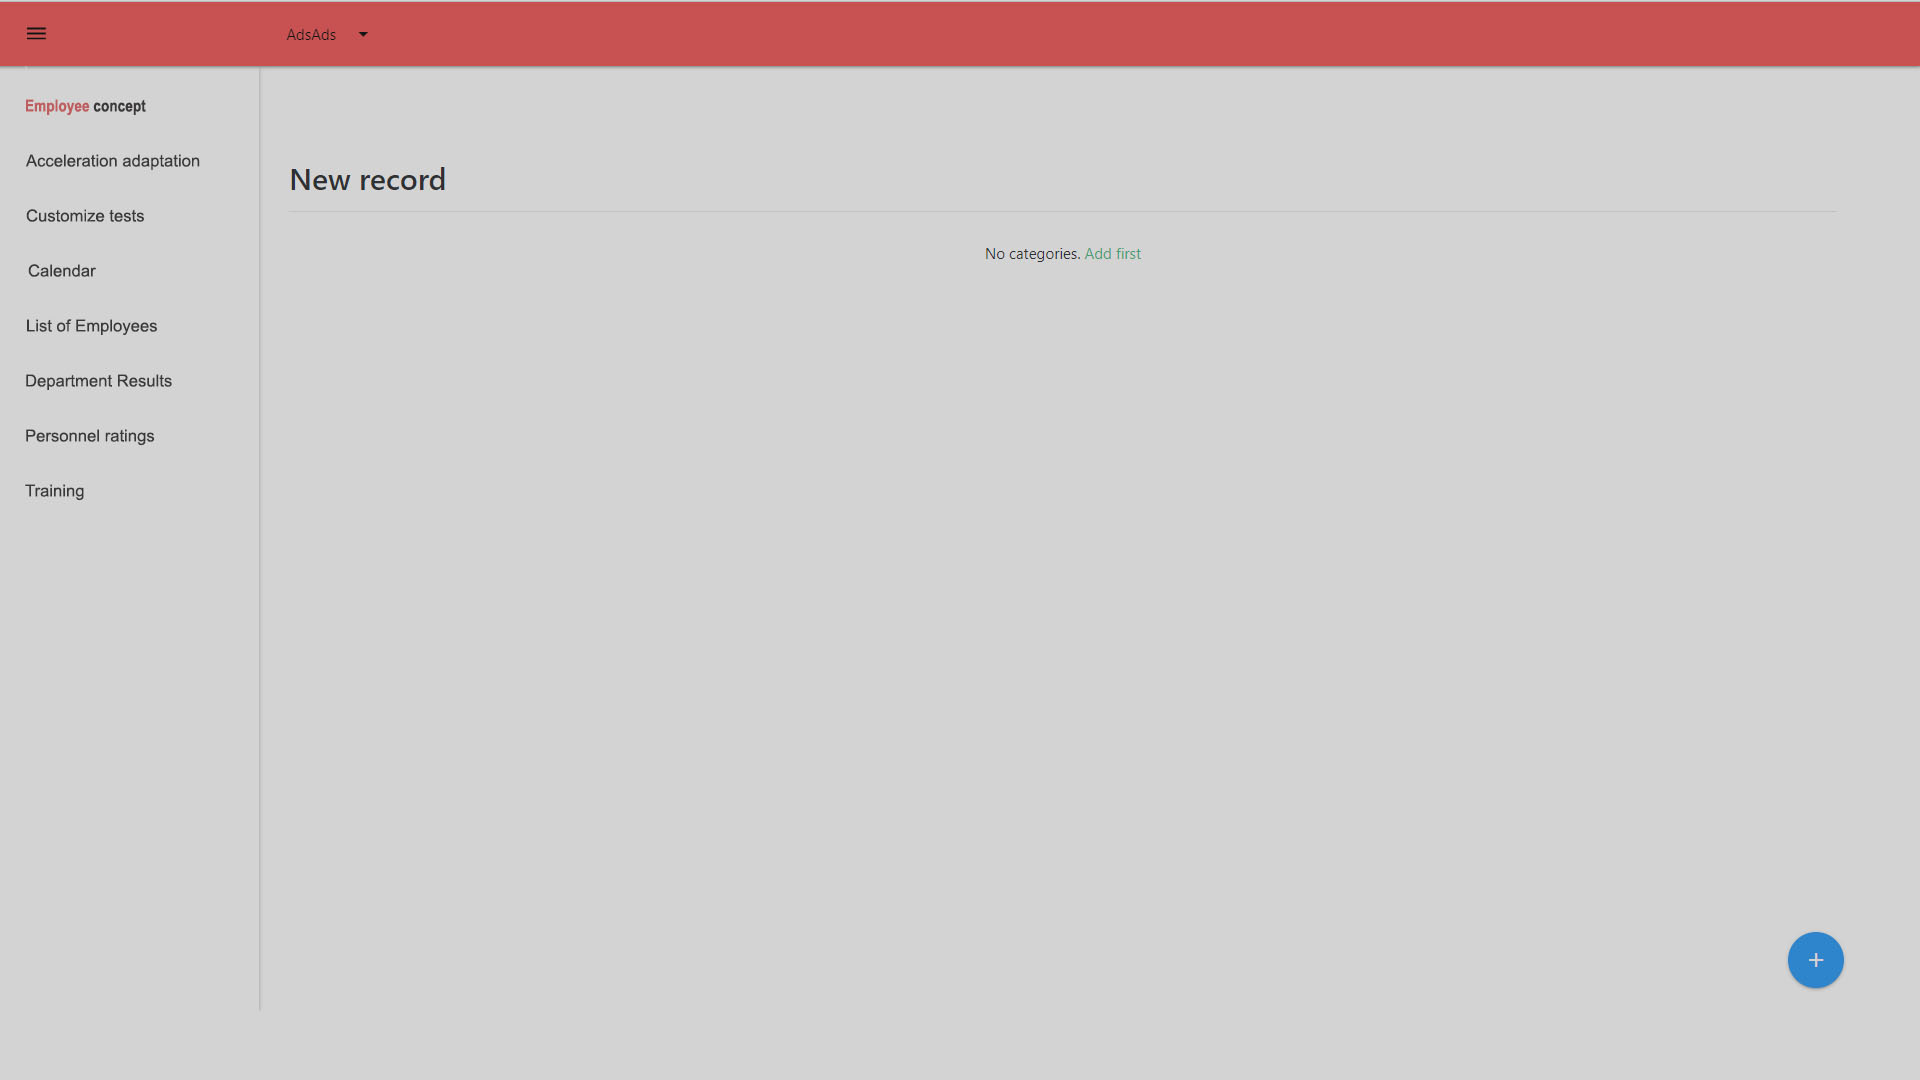 AdsAds
Employee concept
Acceleration adaptation
Customize tests
Calendar
List of Employees
Department Results
Personnel ratings
Training
New record
No categories. Add first
+